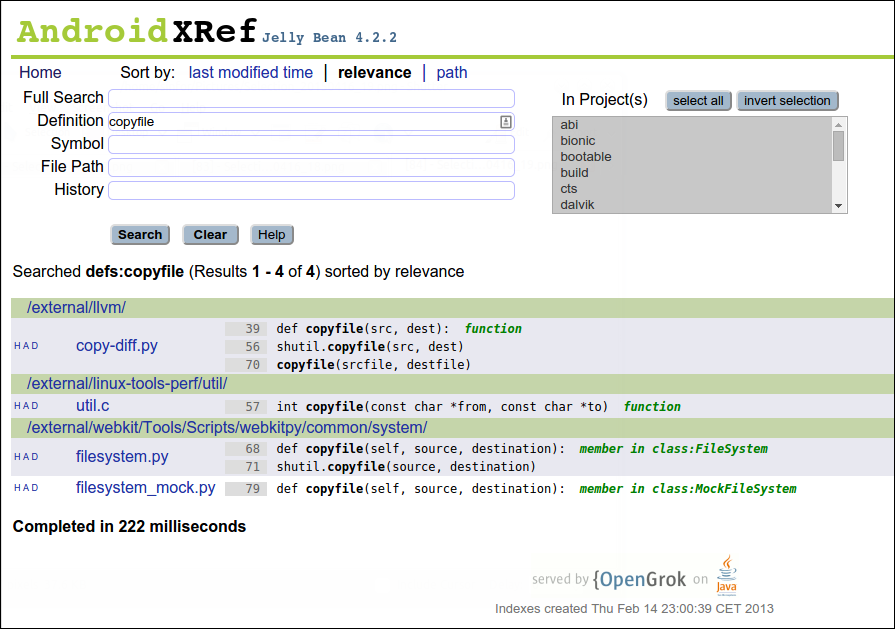 AndroidXRef Jelly Bean 4.2.2
Home Sort by: last modified time | relevance | path
Full Search
Definition copyfile
Symbol
File Path
History
In Project(s) select all invert selection
abi
bionic
bootable
build
cts
dalvik
Search Clear Help
Searched defs:copyfile (Results 1 - 4 of 4) sorted by relevance
/external/llvm/
H A D copy-diff.py 39 def copyfile(src, dest): function
56 shutil.copyfile(src, dest)
70 copyfile(srcfile, destfile)
/external/linux-tools-perf/util/
H A D util.c 57 int copyfile(const char *from, const char *to) function
/external/webkit/Tools/Scripts/webkitpy/common/system/
H A D filesystem.py 68 def copyfile(self, source, destination): member in class:FileSystem
71 shutil.copyfile(source, destination)
H A D filesystem_mock.py 79 def copyfile(self, source, destination): member in class:MockFileSystem
Completed in 222 milliseconds
served by {OpenGrok on Java
Indexes created Thu Feb 14 23:00:39 CET 2013